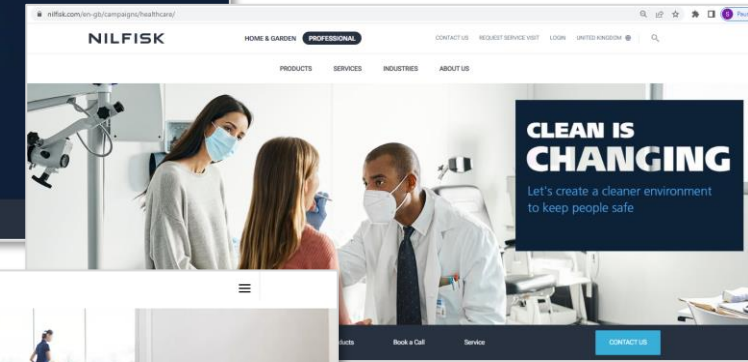 nilfisk.com/en-gb/campaigns/healthcare/
NILFISK
HOME & GARDEN
PROFESSIONAL
CONTACT US
REQUEST SERVICE VISIT
LOGIN
UNITED KINGDOM
PRODUCTS
SERVICES
INDUSTRIES
ABOUT US
CLEAN IS
CHANGING
Let's create a cleaner environment
to keep people safe
Book a Call
Service
CONTACT US